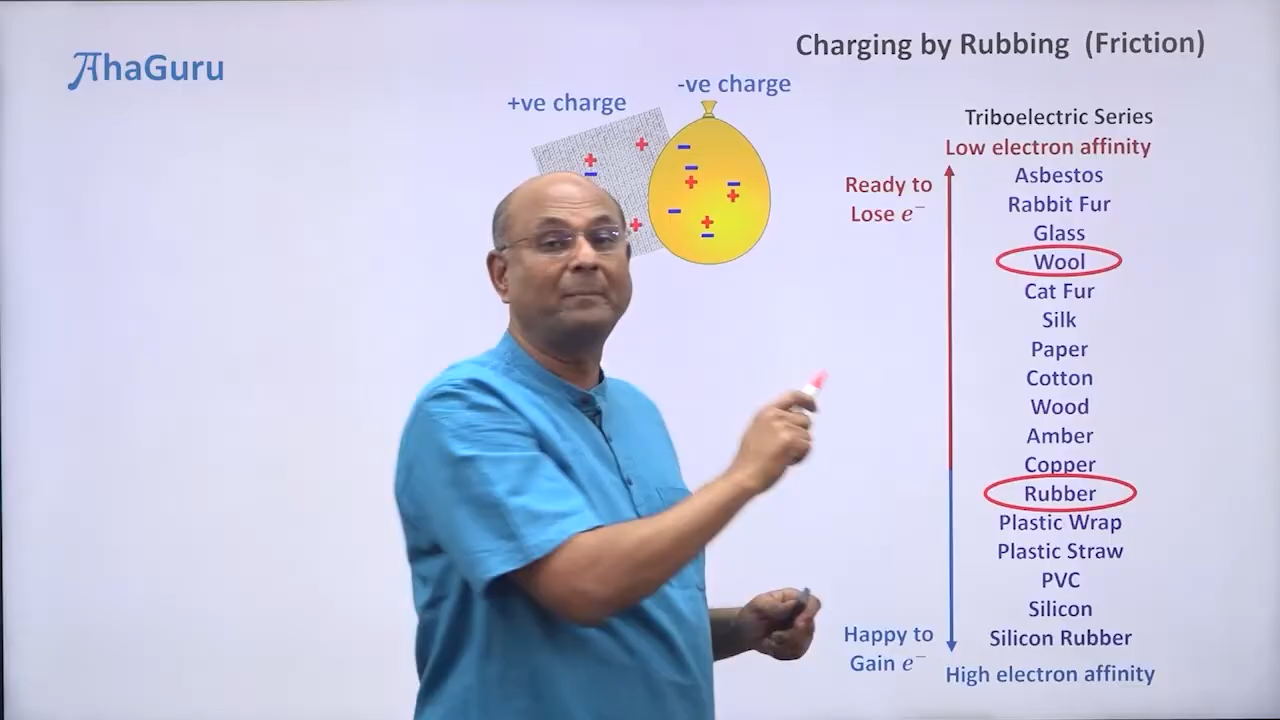 AhaGuru
Charging by Rubbing (Friction)
+ve charge
-ve charge
Triboelectric Series
Low electron affinity
Ready to
Lose e⁻
Asbestos
Rabbit Fur
Glass
Wool
Cat Fur
Silk
Paper
Cotton
Wood
Amber
Copper
Rubber
Plastic Wrap
Plastic Straw
PVC
Silicon
Silicon Rubber
Happy to
Gain e⁻
High electron affinity